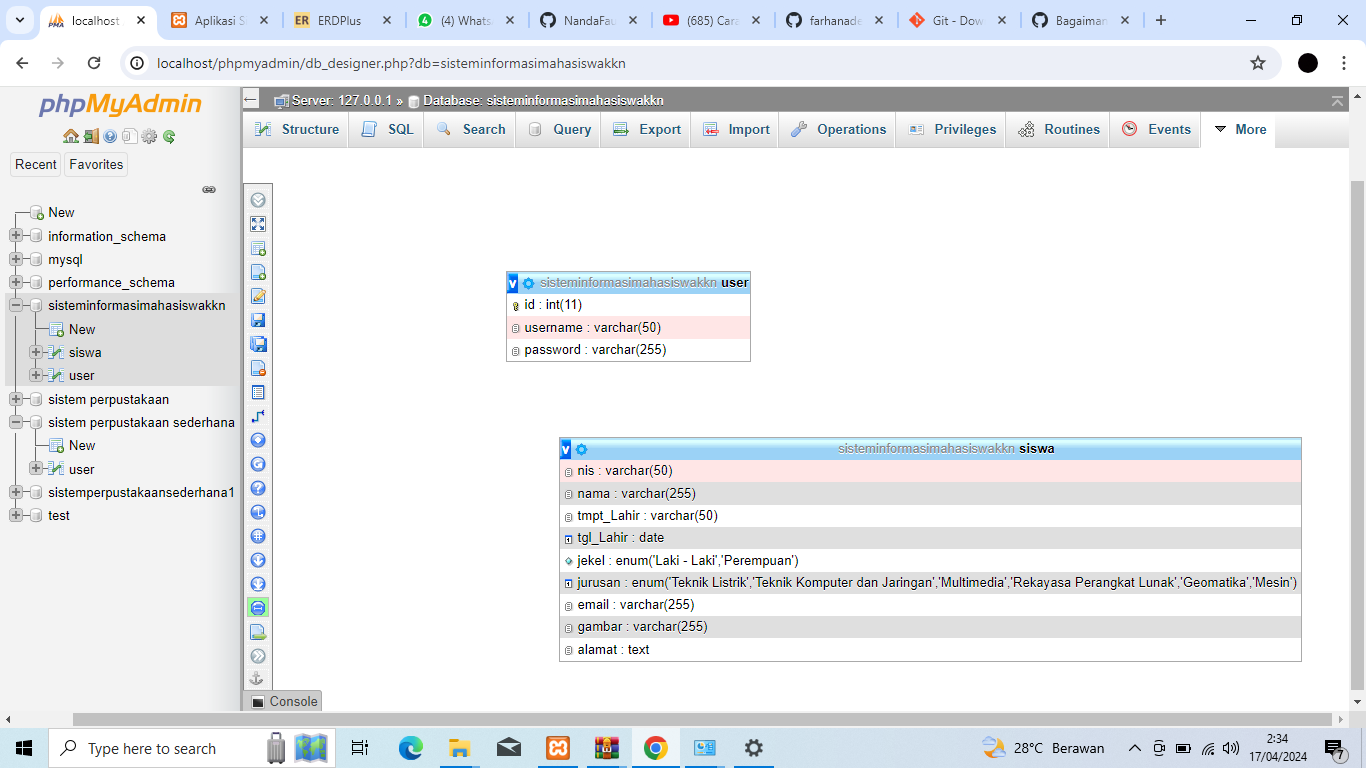 localhost
Aplikasi S
ERDPlus
(4) Whats
NandaFau
(685) Cara
farhanade
Git - Dow
Bagaiman
localhost/phpmyadmin/db_designer.php?db=sisteminformasimahasiswakkn
phpMyAdmin
Recent
Favorites
New
information_schema
mysql
performance_schema
sisteminformasimahasiswakkn
New
siswa
user
sistem perpustakaan
sistem perpustakaan sederhana
New
user
sistemperpustakaansederhana1
test
Server: 127.0.0.1 » Database: sisteminformasimahasiswakkn
Structure
SQL
Search
Query
Export
Import
Operations
Privileges
Routines
Events
More
v sisteminformasimahasiswakkn user
id : int(11)
username : varchar(50)
password : varchar(255)
v sisteminformasimahasiswakkn siswa
nis : varchar(50)
nama : varchar(255)
tmpt_Lahir : varchar(50)
tgl_Lahir : date
jekel : enum('Laki - Laki','Perempuan')
jurusan : enum('Teknik Listrik','Teknik Komputer dan Jaringan','Multimedia','Rekayasa Perangkat Lunak','Geomatika','Mesin')
email : varchar(255)
gambar : varchar(255)
alamat : text
Console
Type here to search
28°C Berawan
2:34
17/04/2024
7